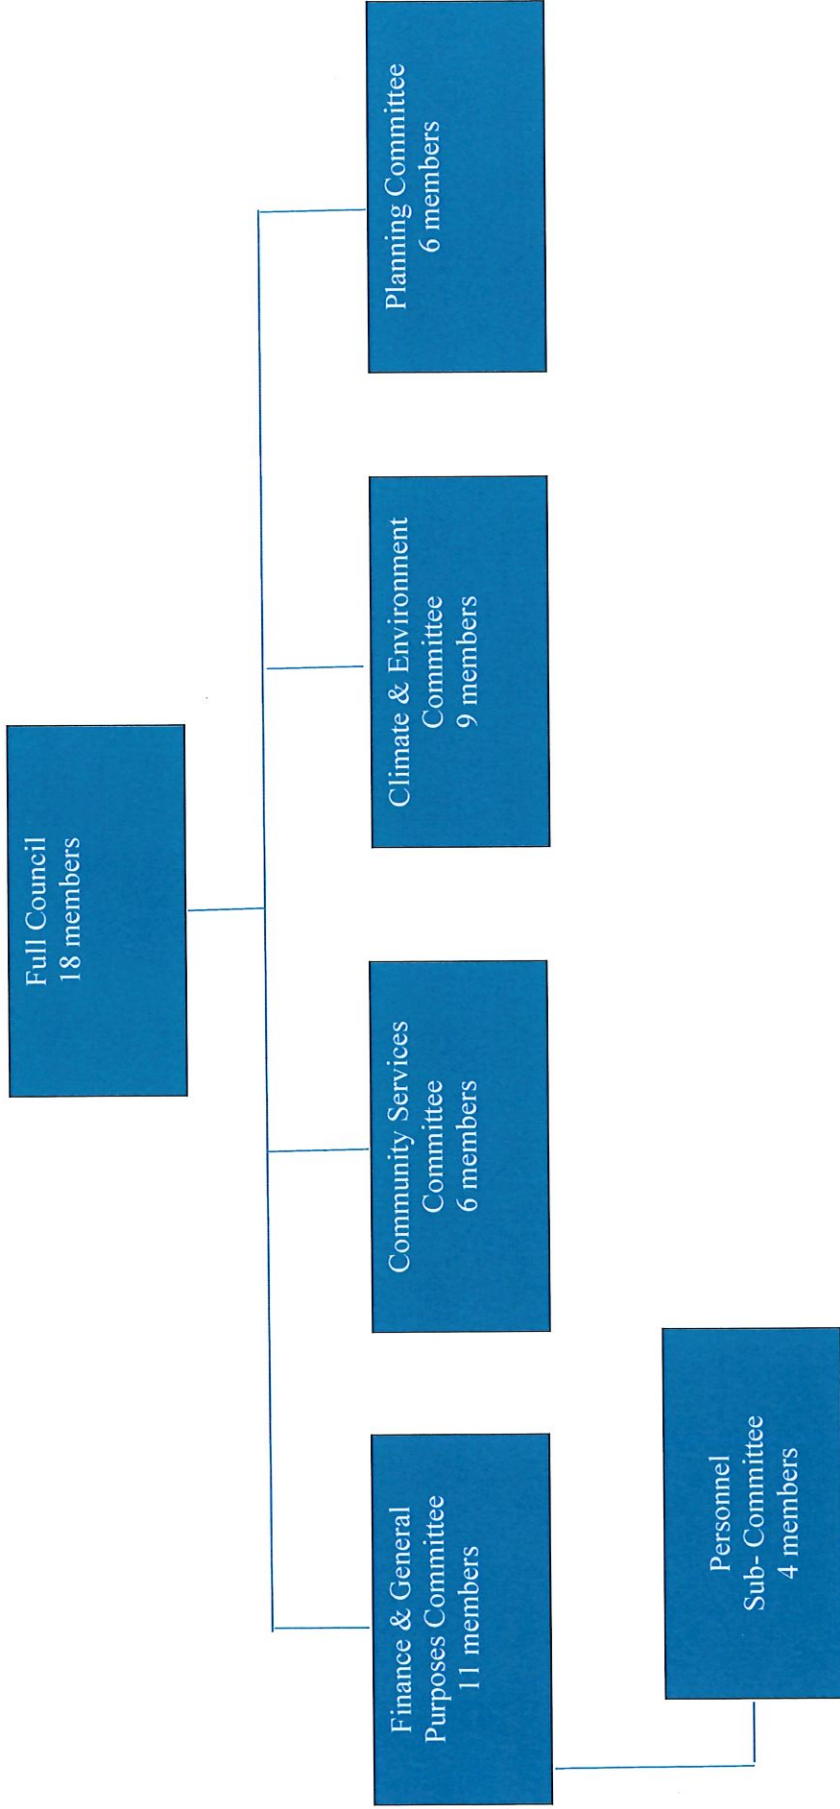 Full Council
18 members
Finance & General
Purposes Committee
11 members
Community Services
Committee
6 members
Climate & Environment
Committee
9 members
Planning Committee
6 members
Personnel
Sub- Committee
4 members